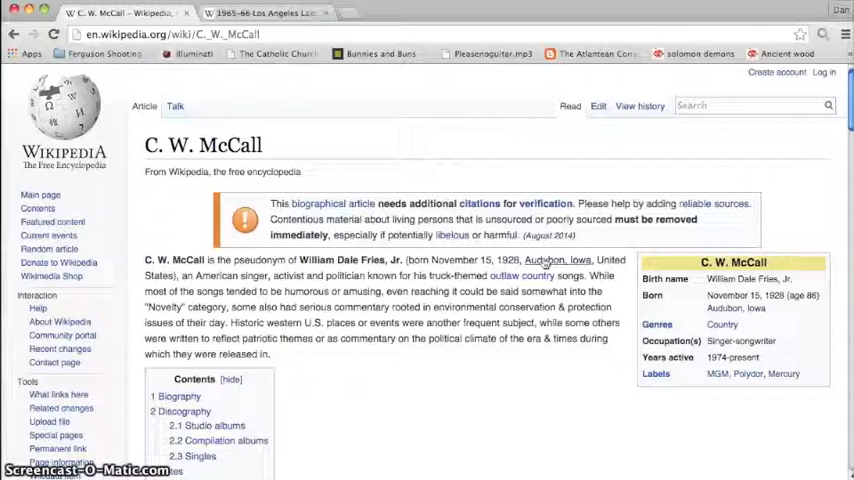 C. W. McCall – Wikipedia,
1965–66 Los Angeles La
Dan
en.wikipedia.org/wiki/C._W._McCall
Apps
Ferguson Shooting
Illuminati
The Catholic Church
Bunnies and Buns
Pleasenoguitar.mp3
The Atlantean Conse
solomon demons
Ancient wood
Create account
Log in
Article
Talk
Read
Edit
View history
Search
WIKIPEDIA
The Free Encyclopedia
Main page
Contents
Featured content
Current events
Random article
Donate to Wikipedia
Wikimedia Shop
Interaction
Help
About Wikipedia
Community portal
Recent changes
Contact page
Tools
What links here
Related changes
Upload file
Special pages
Permanent link
Page information
C. W. McCall
From Wikipedia, the free encyclopedia
This biographical article needs additional citations for verification. Please help by adding reliable sources.
Contentious material about living persons that is unsourced or poorly sourced must be removed
immediately, especially if potentially libelous or harmful. (August 2014)
C. W. McCall is the pseudonym of William Dale Fries, Jr. (born November 15, 1928, Audubon, Iowa, United
States), an American singer, activist and politician known for his truck-themed outlaw country songs. While
most of the songs tended to be humorous or amusing, even reaching it could be said somewhat into the
"Novelty" category, some also had serious commentary rooted in environmental conservation & protection
issues of their day. Historic western U.S. places or events were another frequent subject, while some others
were written to reflect patriotic themes or as commentary on the political climate of the era & times during
which they were released in.
C. W. McCall
Birth name William Dale Fries, Jr.
Born November 15, 1928 (age 86)
Audubon, Iowa
Genres Country
Occupation(s) Singer-songwriter
Years active 1974-present
Labels MGM, Polydor, Mercury
Contents [hide]
1 Biography
2 Discography
2.1 Studio albums
2.2 Compilation albums
2.3 Singles
Screencast-O-Matic.com